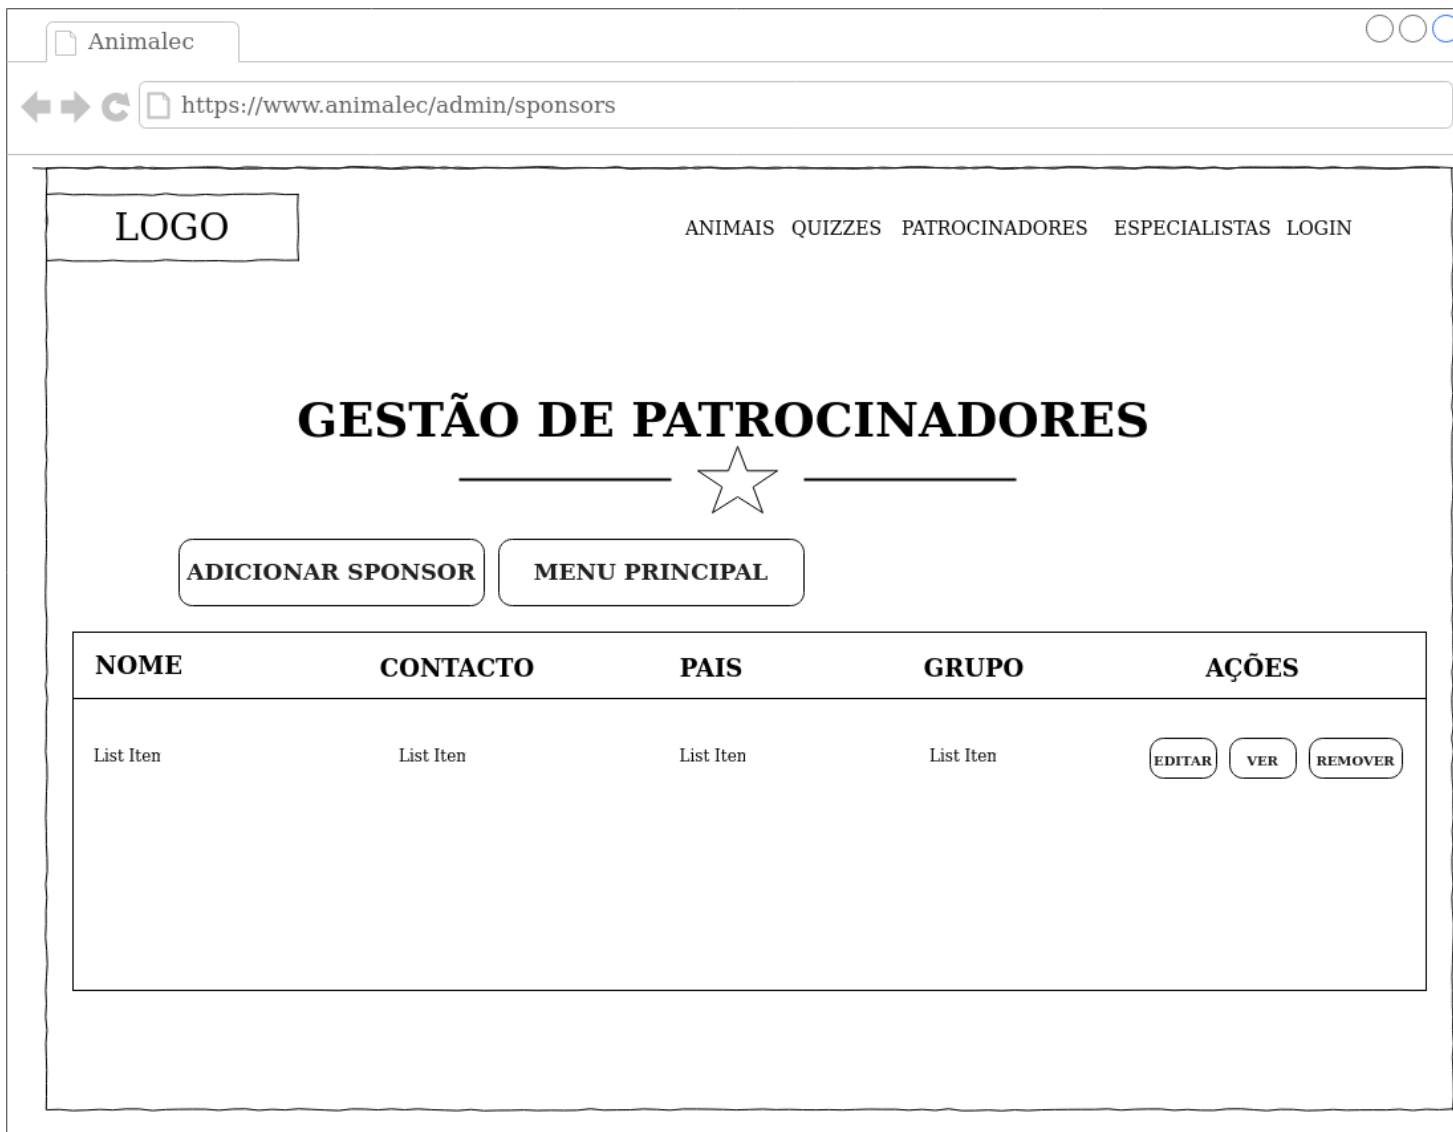 Animalec
https://www.animalec/admin/sponsors
LOGO
ANIMAIS QUIZZES PATROCINADORES ESPECIALISTAS LOGIN
GESTÃO DE PATROCINADORES
ADICIONAR SPONSOR MENU PRINCIPAL
NOME CONTACTO PAIS GRUPO AÇÕES
List Iten List Iten List Iten List Iten EDITAR VER REMOVER